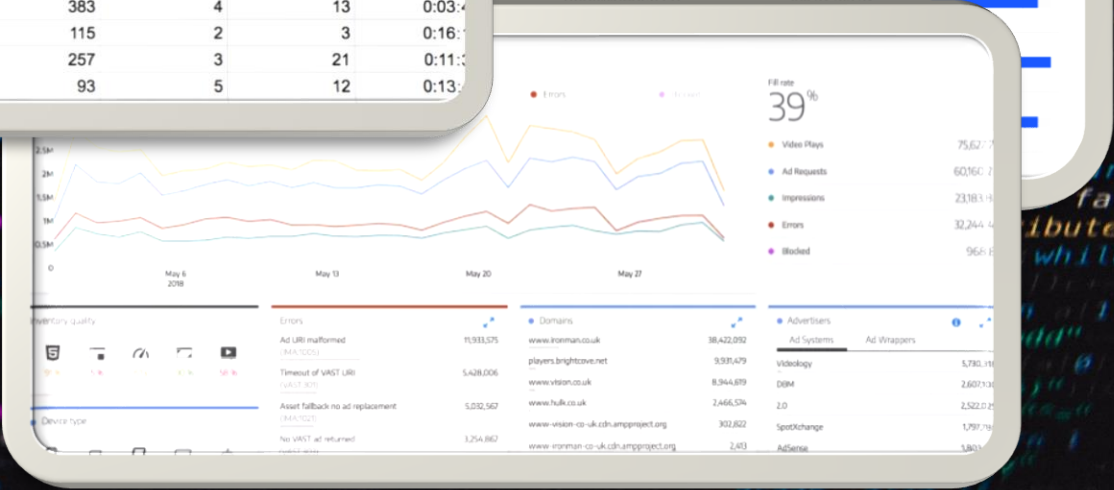 383 4 13
115 2 3
257 3 21
93 5 12
Errors
Fill rate
39%
2.5M
2M
1.5M
1M
0.5M
0
May 6
2018
May 13
May 20
May 27
Video Plays
Ad Requests
Impressions
Errors
Blocked
Inventory quality
Device type
Errors
Ad URI malformed 11,933,575
Timeout of VAST URI 5,428,006
Asset fallback no ad replacement 5,032,567
No VAST ad returned 3,254,867
Domains
www.ironman.co.uk 38,422,092
players.brightcove.net 9,931,479
www.vision.co.uk 8,944,619
www.hulk.co.uk 2,466,574
www-vision-co-uk.cdn.ampproject.org 302,822
www-ironman-co-uk.cdn.ampproject.org 2,413
Advertisers
Ad Systems Ad Wrappers
Videology
DBM
2.0
SpotXchange
AdSense